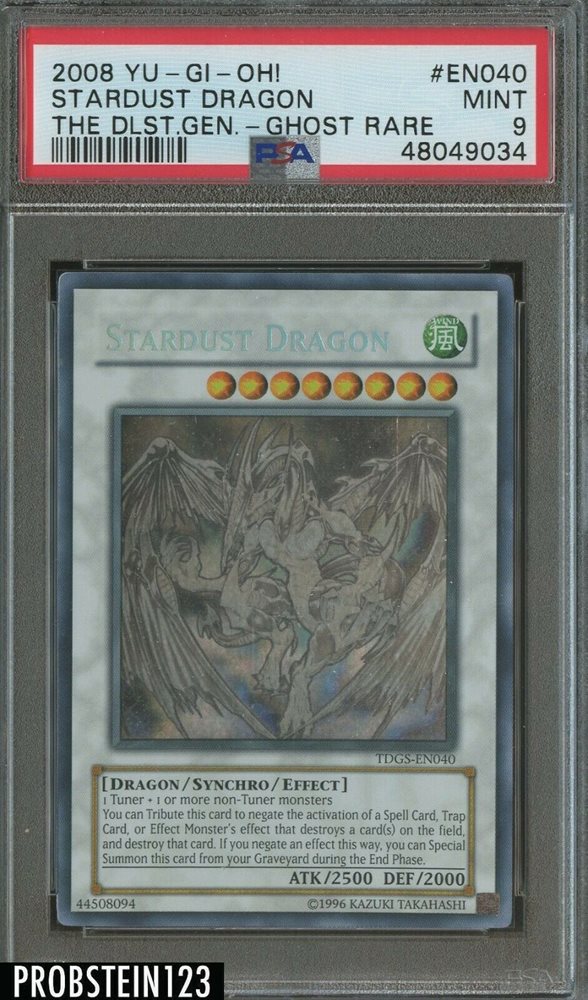 2008 YU-GI-OH! #EN040
STARDUST DRAGON MINT
THE DLST.GEN.-GHOST RARE 9
PSA 48049034
STARDUST DRAGON
WIND
風
TDGS-EN040
[DRAGON/SYNCHRO/EFFECT]
1 Tuner + 1 or more non-Tuner monsters
You can Tribute this card to negate the activation of a Spell Card, Trap
Card, or Effect Monster's effect that destroys a card(s) on the field,
and destroy that card. If you negate an effect this way, you can Special
Summon this card from your Graveyard during the End Phase.
ATK/2500 DEF/2000
44508094 ©1996 KAZUKI TAKAHASHI
PROBSTEIN123